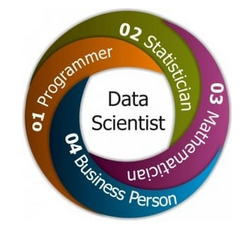 01 Programmer
02 Statistician
03 Mathematician
04 Business Person
Data
Scientist